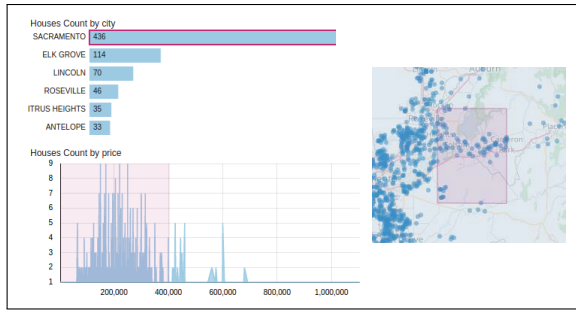 Houses Count by city
SACRAMENTO 436
ELK GROVE 114
LINCOLN 70
ROSEVILLE 46
ITRUS HEIGHTS 35
ANTELOPE 33
Houses Count by price
9
8
7
6
5
4
3
2
1
200,000 400,000 600,000 800,000 1,000,000
Auburn